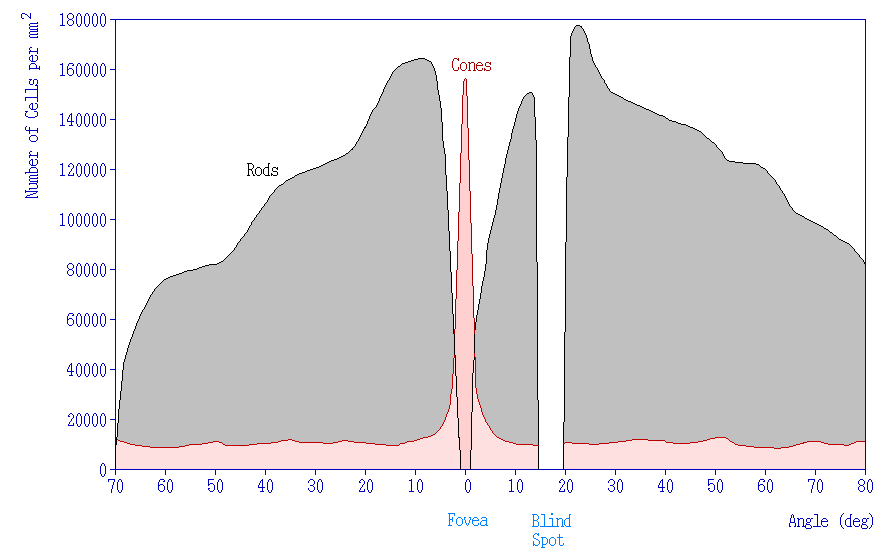 Number of Cells per mm²
180000
160000
140000
120000
100000
80000
60000
40000
20000
0
Cones
Rods
70 60 50 40 30 20 10 0 10 20 30 40 50 60 70 80
Fovea
Blind
Spot
Angle (deg)